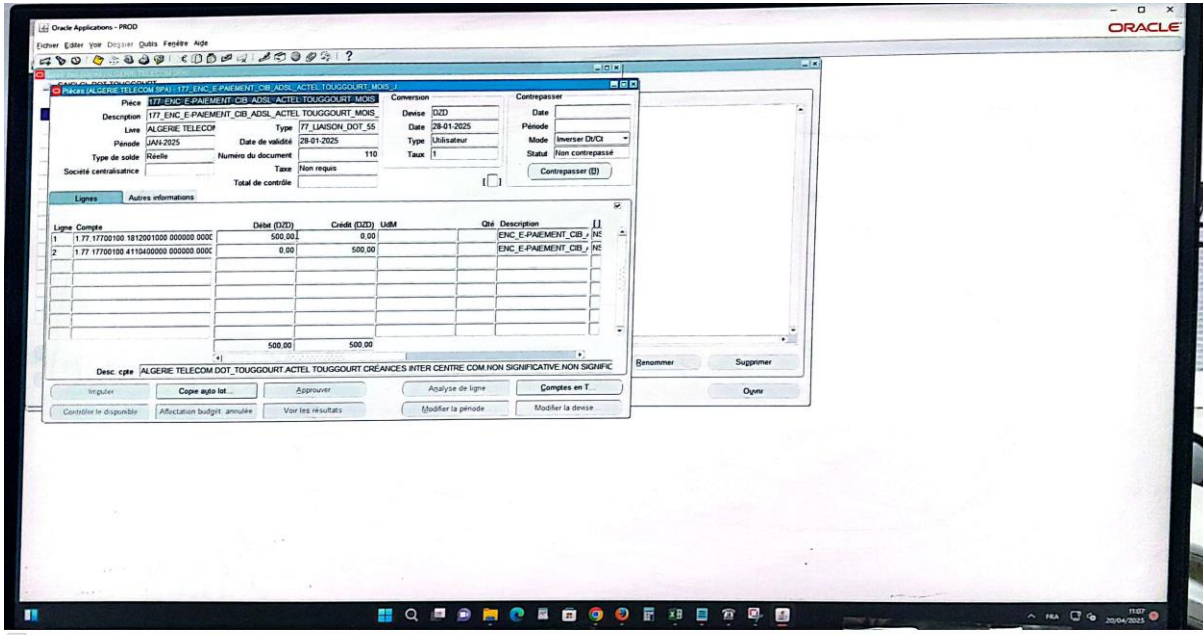 Oracle Applications - PROD
ORACLE
Fichier Editer Voir Dossier Outils Fenêtre Aide
Pièces (ALGERIE TELECOM SPA) - 177_ENC_E-PAIEMENT_CIB_ADSL_ACTEL TOUGGOURT_MOIS_J
Pièce 177_ENC_E-PAIEMENT_CIB_ADSL_ACTEL TOUGGOURT_MOIS
Description 177_ENC_E-PAIEMENT_CIB_ADSL_ACTEL TOUGGOURT_MOIS_
Livre ALGERIE TELECOM
Type 77_LIAISON_DOT_55
Période JAN-2025
Date de validité 28-01-2025
Type de solde Réelle
Numéro du document 110
Société centralisatrice
Taxe Non requis
Total de contrôle
Conversion
Devise DZD
Date 28-01-2025
Type Utilisateur
Taux 1
Contrepasser
Date
Période
Mode Inverser Dt/Ct
Statut Non contrepassé
Contrepasser (B)
[ ]
Lignes Autres informations
Ligne Compte Débit (DZD) Crédit (DZD) UdM Qté Description [ ]
1 1.77.17700100.1812001000.000000.000C 500,00 0,00 ENC_E-PAIEMENT_CIB_ NS
2 1.77.17700100.4110400000.000000.000C 0,00 500,00 ENC_E-PAIEMENT_CIB_ NS
500,00 500,00
Desc. cpte ALGERIE TELECOM.DOT_TOUGGOURT.ACTEL TOUGGOURT.CRÉANCES INTER CENTRE COM.NON SIGNIFICATIVE.NON SIGNIFIC
Imputer Copie auto lot... Approuver Analyse de ligne Comptes en T...
Contrôler le disponible Affectation budgét. annulée Voir les résultats Modifier la période Modifier la devise...
Renommer Supprimer
Ouvrir
FRA
11:07
20/04/2025